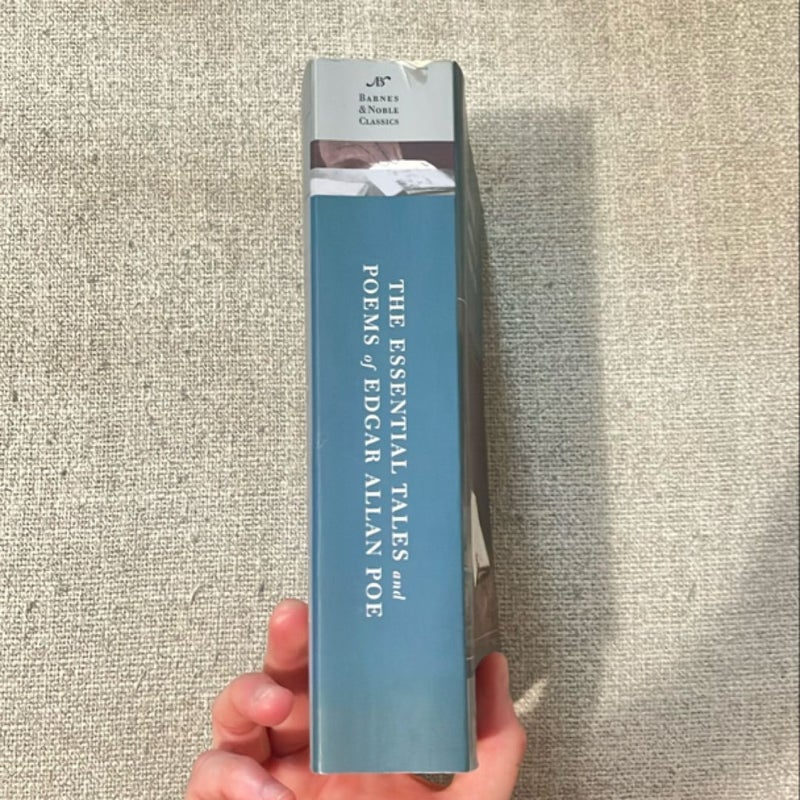 BARNES
& NOBLE
CLASSICS
THE ESSENTIAL TALES and
POEMS of EDGAR ALLAN POE